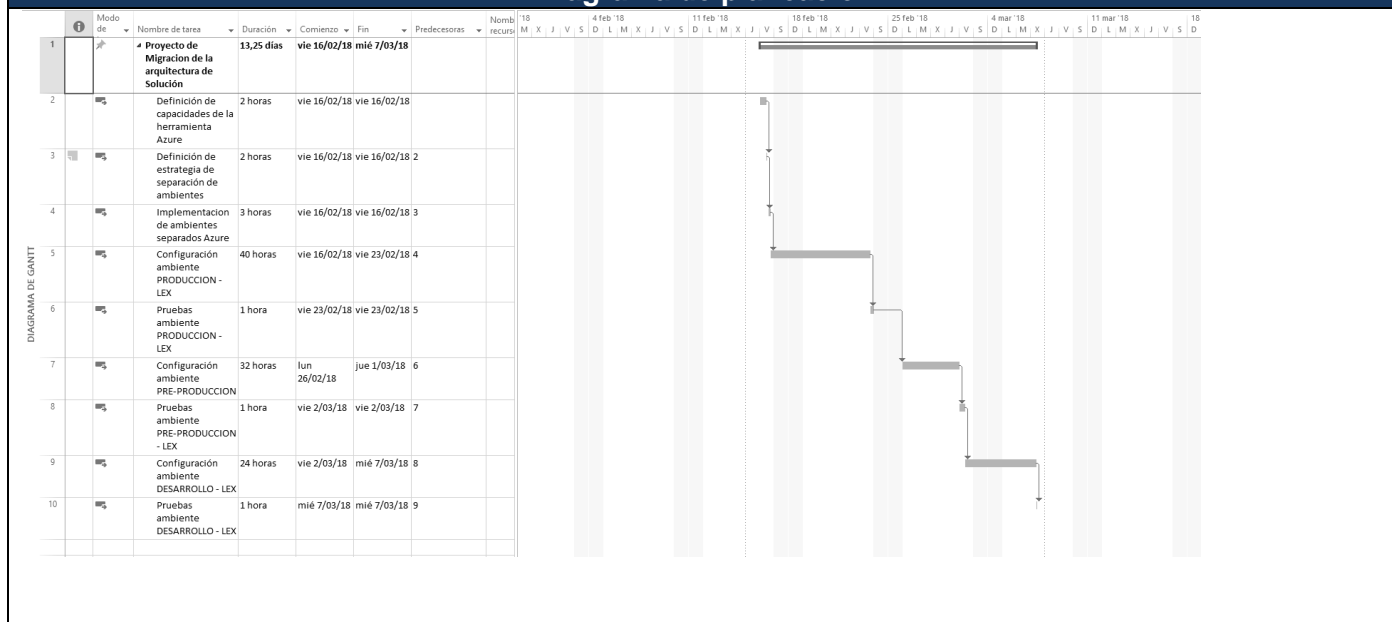 Modo
de
Nombre de tarea
Duración
Comienzo
Fin
Predecesoras
Nomb
recurs
'18
4 feb '18
11 feb '18
18 feb '18
25 feb '18
4 mar '18
11 mar '18
18
M X J V S D L M X J V S D L M X J V S D L M X J V S D L M X J V S D L M X J V S D L M X J V S D
DIAGRAMA DE GANTT
1 Proyecto de Migracion de la arquitectura de Solución 13,25 días vie 16/02/18 mié 7/03/18
2 Definición de capacidades de la herramienta Azure 2 horas vie 16/02/18 vie 16/02/18
3 Definición de estrategia de separación de ambientes 2 horas vie 16/02/18 vie 16/02/18 2
4 Implementacion de ambientes separados Azure 3 horas vie 16/02/18 vie 16/02/18 3
5 Configuración ambiente PRODUCCION - LEX 40 horas vie 16/02/18 vie 23/02/18 4
6 Pruebas ambiente PRODUCCION - LEX 1 hora vie 23/02/18 vie 23/02/18 5
7 Configuración ambiente PRE-PRODUCCION 32 horas lun 26/02/18 jue 1/03/18 6
8 Pruebas ambiente PRE-PRODUCCION - LEX 1 hora vie 2/03/18 vie 2/03/18 7
9 Configuración ambiente DESARROLLO - LEX 24 horas vie 2/03/18 mié 7/03/18 8
10 Pruebas ambiente DESARROLLO - LEX 1 hora mié 7/03/18 mié 7/03/18 9